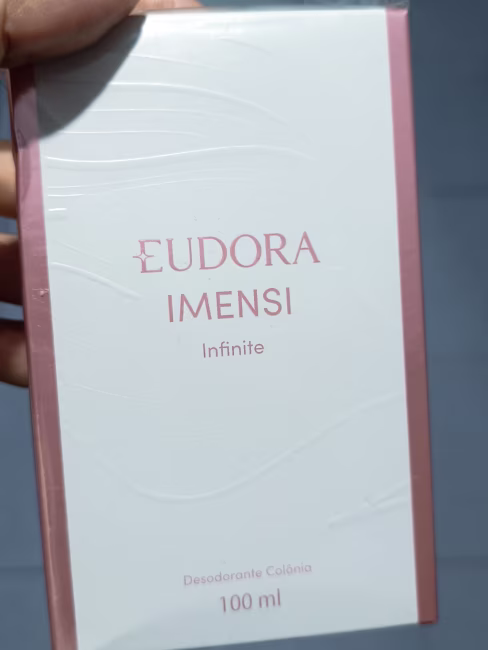 EUDORA
IMENSI
Infinite
Desodorante Colônia
100 ml